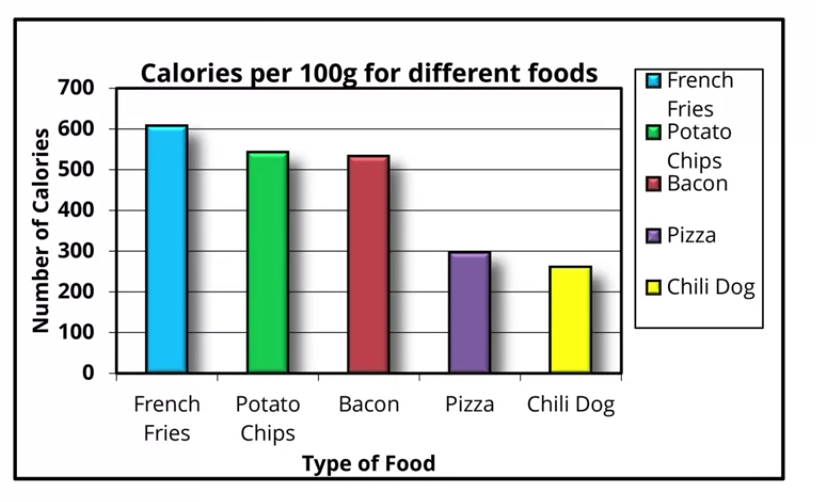 Calories per 100g for different foods
Number of Calories
700
600
500
400
300
200
100
0
French
Fries
Potato
Chips
Bacon
Pizza
Chili Dog
Type of Food
French
Fries
Potato
Chips
Bacon
Pizza
Chili Dog